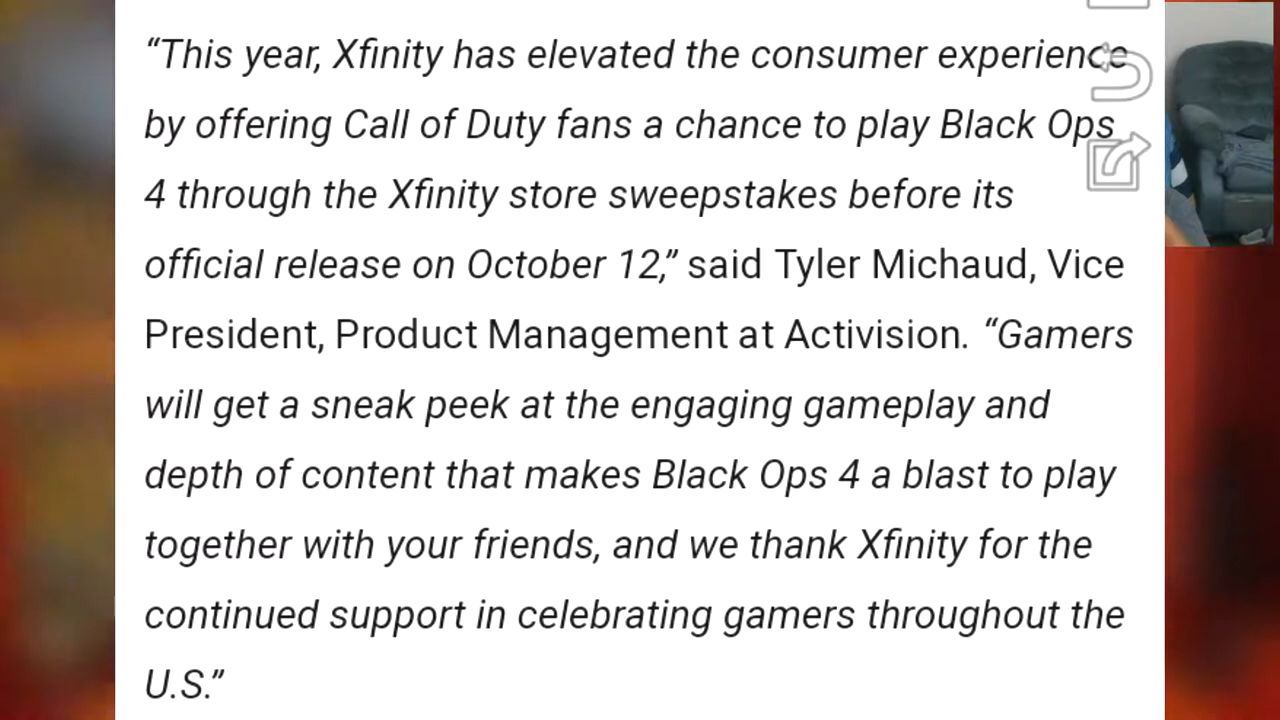 “This year, Xfinity has elevated the consumer experience
by offering Call of Duty fans a chance to play Black Ops
4 through the Xfinity store sweepstakes before its
official release on October 12,” said Tyler Michaud, Vice
President, Product Management at Activision. “Gamers
will get a sneak peek at the engaging gameplay and
depth of content that makes Black Ops 4 a blast to play
together with your friends, and we thank Xfinity for the
continued support in celebrating gamers throughout the
U.S.”